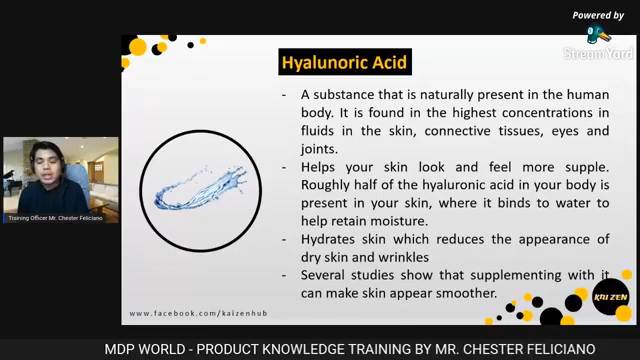 Powered by
StreamYard
Hyalunoric Acid
- A substance that is naturally present in the human
body. It is found in the highest concentrations in
fluids in the skin, connective tissues, eyes and
joints.
- Helps your skin look and feel more supple.
Roughly half of the hyaluronic acid in your body is
present in your skin, where it binds to water to
help retain moisture.
- Hydrates skin which reduces the appearance of
dry skin and wrinkles
- Several studies show that supplementing with it
can make skin appear smoother.
Training Officer Mr. Chester Feliciano
KAIZEN
www.facebook.com/kaizenhub
MDP WORLD - PRODUCT KNOWLEDGE TRAINING BY MR. CHESTER FELICIANO